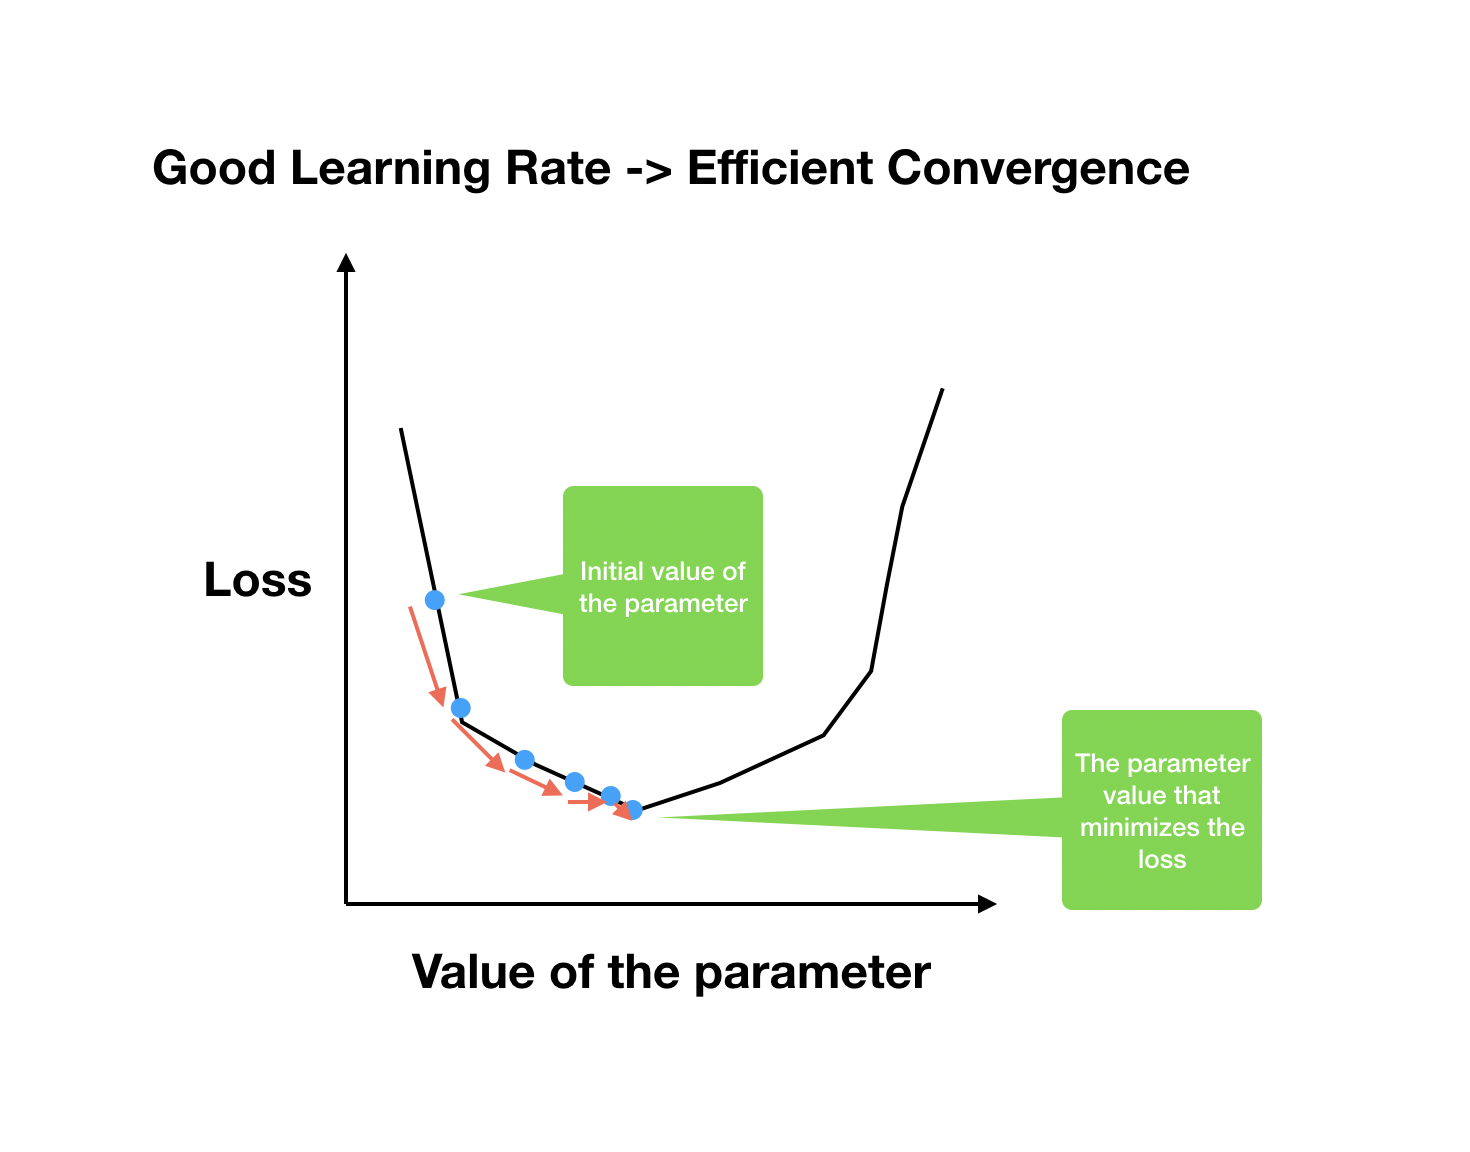 Good Learning Rate -> Efficient Convergence
Loss
Initial value of
the parameter
The parameter
value that
minimizes the
loss
Value of the parameter